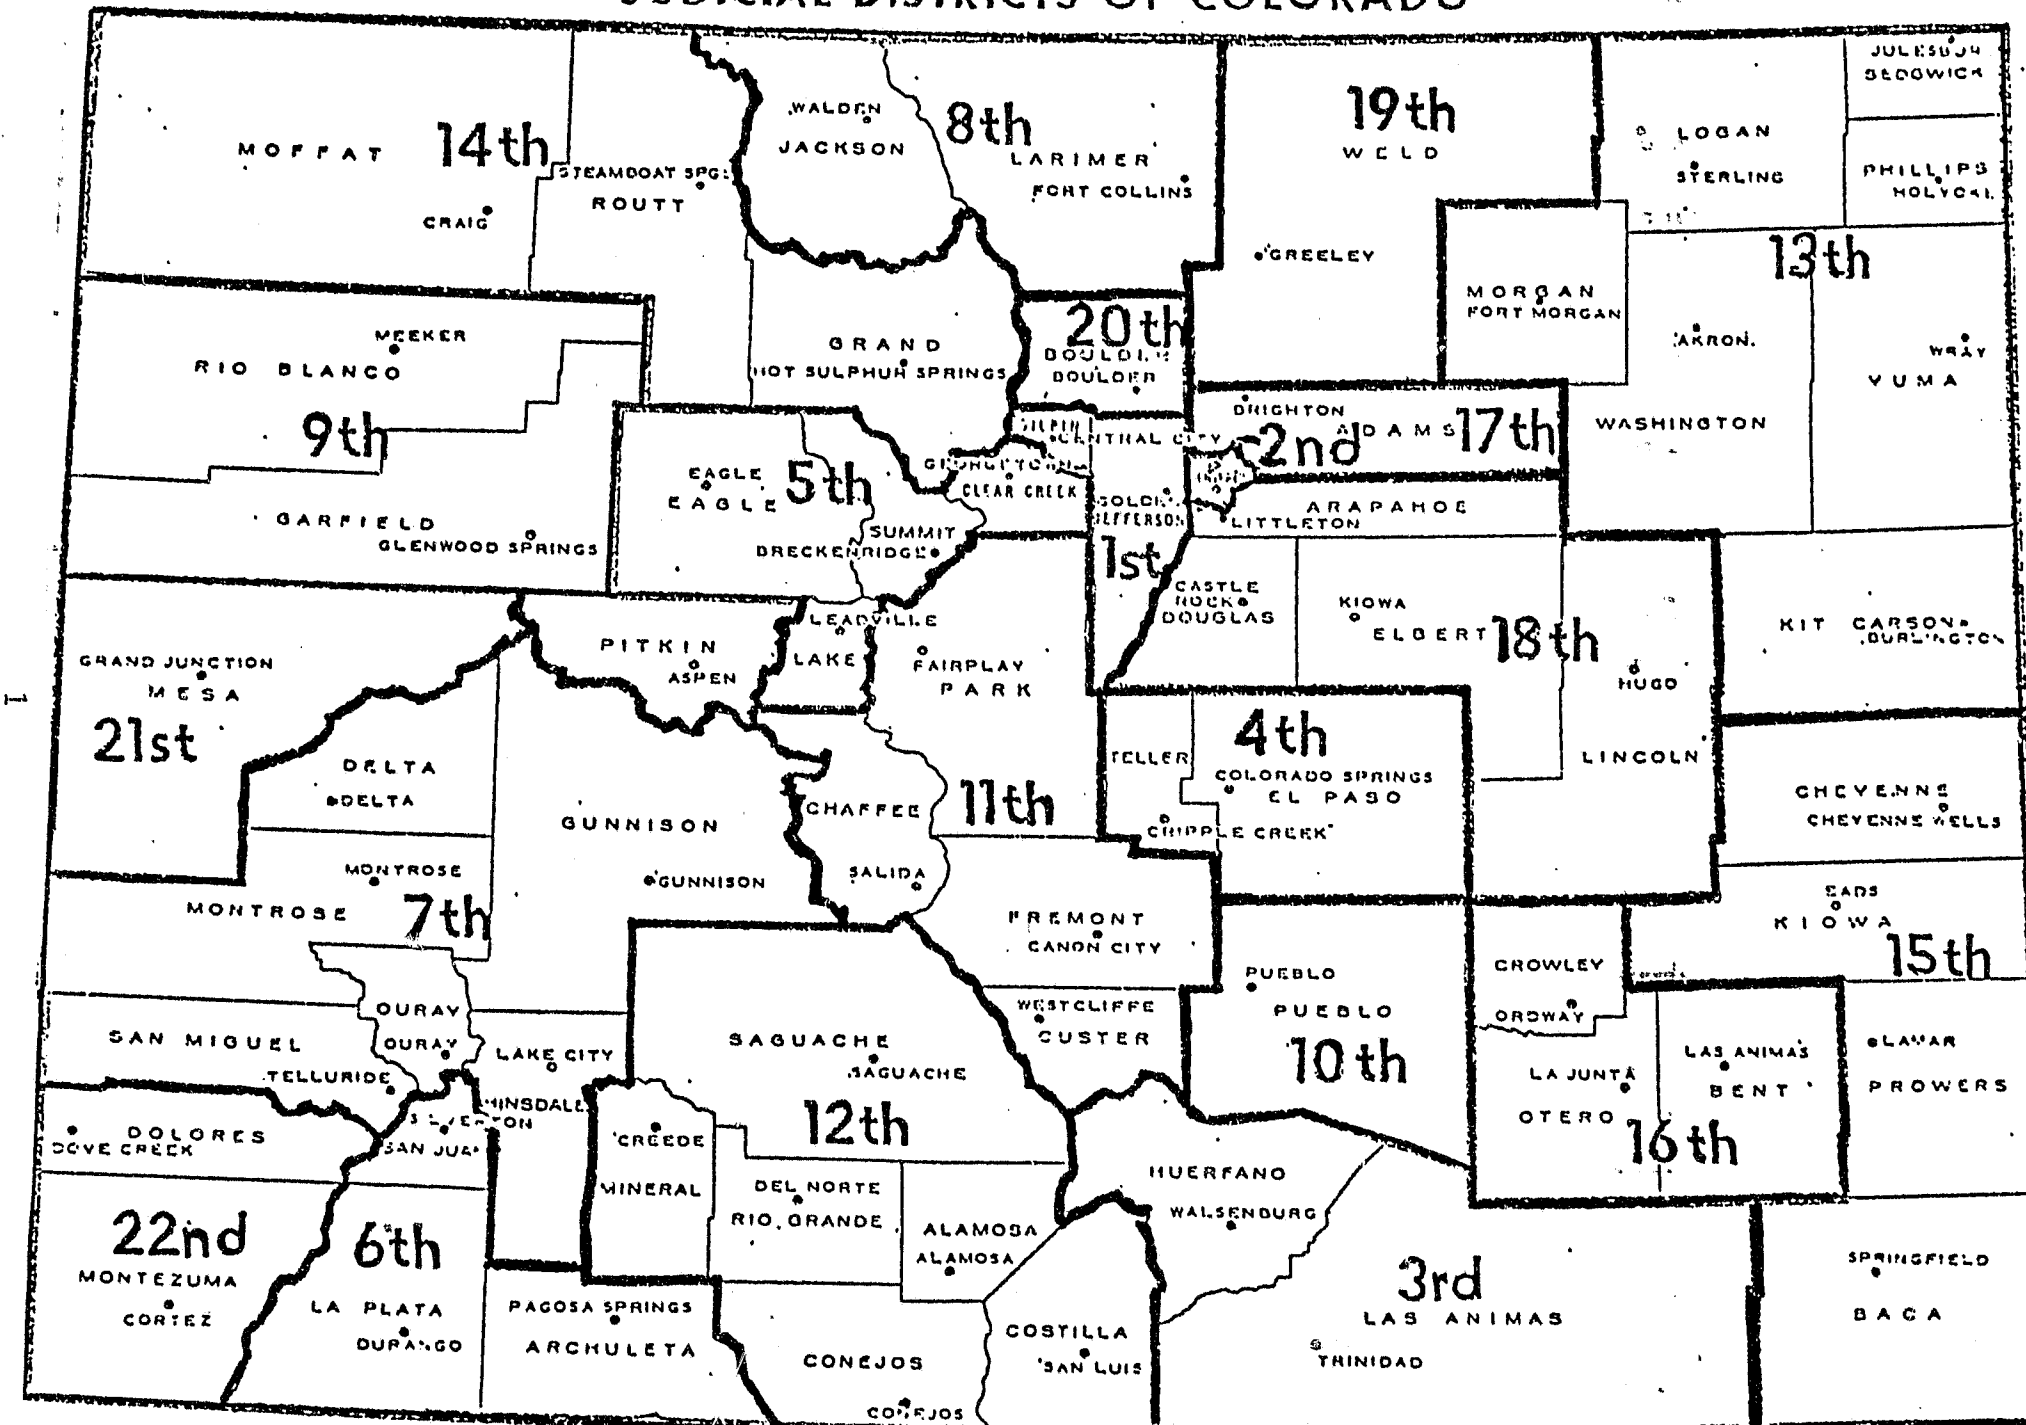 JUDICIAL DISTRICTS OF COLORADO
MOFFAT
14th
CRAIG
STEAMBOAT SPGS
ROUTT
WALDEN
JACKSON
8th
LARIMER
FORT COLLINS
19th
WELD
GREELEY
LOGAN
STERLING
SEDGWICK
PHILLIPS
13th
MORGAN
FORT MORGAN
AKRON
WASHINGTON
WRAY
YUMA
MEEKER
RIO BLANCO
9th
GARFIELD
GLENWOOD SPRINGS
GRAND
HOT SULPHUR SPRINGS
20th
BOULDER
BOULDER
GILPIN
CENTRAL CITY
GEORGETOWN
CLEAR CREEK
BRIGHTON
ADAMS
17th
2nd
EAGLE
EAGLE
5th
SUMMIT
BRECKENRIDGE
GOLDEN
JEFFERSON
1st
ARAPAHOE
LITTLETON
CASTLE
ROCK
DOUGLAS
KIOWA
ELBERT
18th
HUGO
LINCOLN
KIT CARSON
BURLINGTON
GRAND JUNCTION
MESA
21st
PITKIN
ASPEN
LEADVILLE
LAKE
FAIRPLAY
PARK
DELTA
DELTA
GUNNISON
GUNNISON
CHAFFEE
SALIDA
11th
TELLER
CRIPPLE CREEK
4th
COLORADO SPRINGS
EL PASO
CHEYENNE
CHEYENNE WELLS
MONTROSE
MONTROSE
7th
FREMONT
CANON CITY
EADS
KIOWA
15th
OURAY
OURAY
SAN MIGUEL
TELLURIDE
LAKE CITY
HINSDALE
SAGUACHE
SAGUACHE
12th
WESTCLIFFE
CUSTER
PUEBLO
PUEBLO
10th
CROWLEY
ORDWAY
LA JUNTA
OTERO
LAS ANIMAS
BENT
16th
LAMAR
PROWERS
DOLORES
DOVE CREEK
SILVERTON
SAN JUAN
CREEDE
MINERAL
DEL NORTE
RIO GRANDE
ALAMOSA
ALAMOSA
HUERFANO
WALSENBURG
22nd
MONTEZUMA
CORTEZ
6th
LA PLATA
DURANGO
PAGOSA SPRINGS
ARCHULETA
CONEJOS
CONEJOS
COSTILLA
SAN LUIS
3rd
LAS ANIMAS
TRINIDAD
SPRINGFIELD
BACA
1